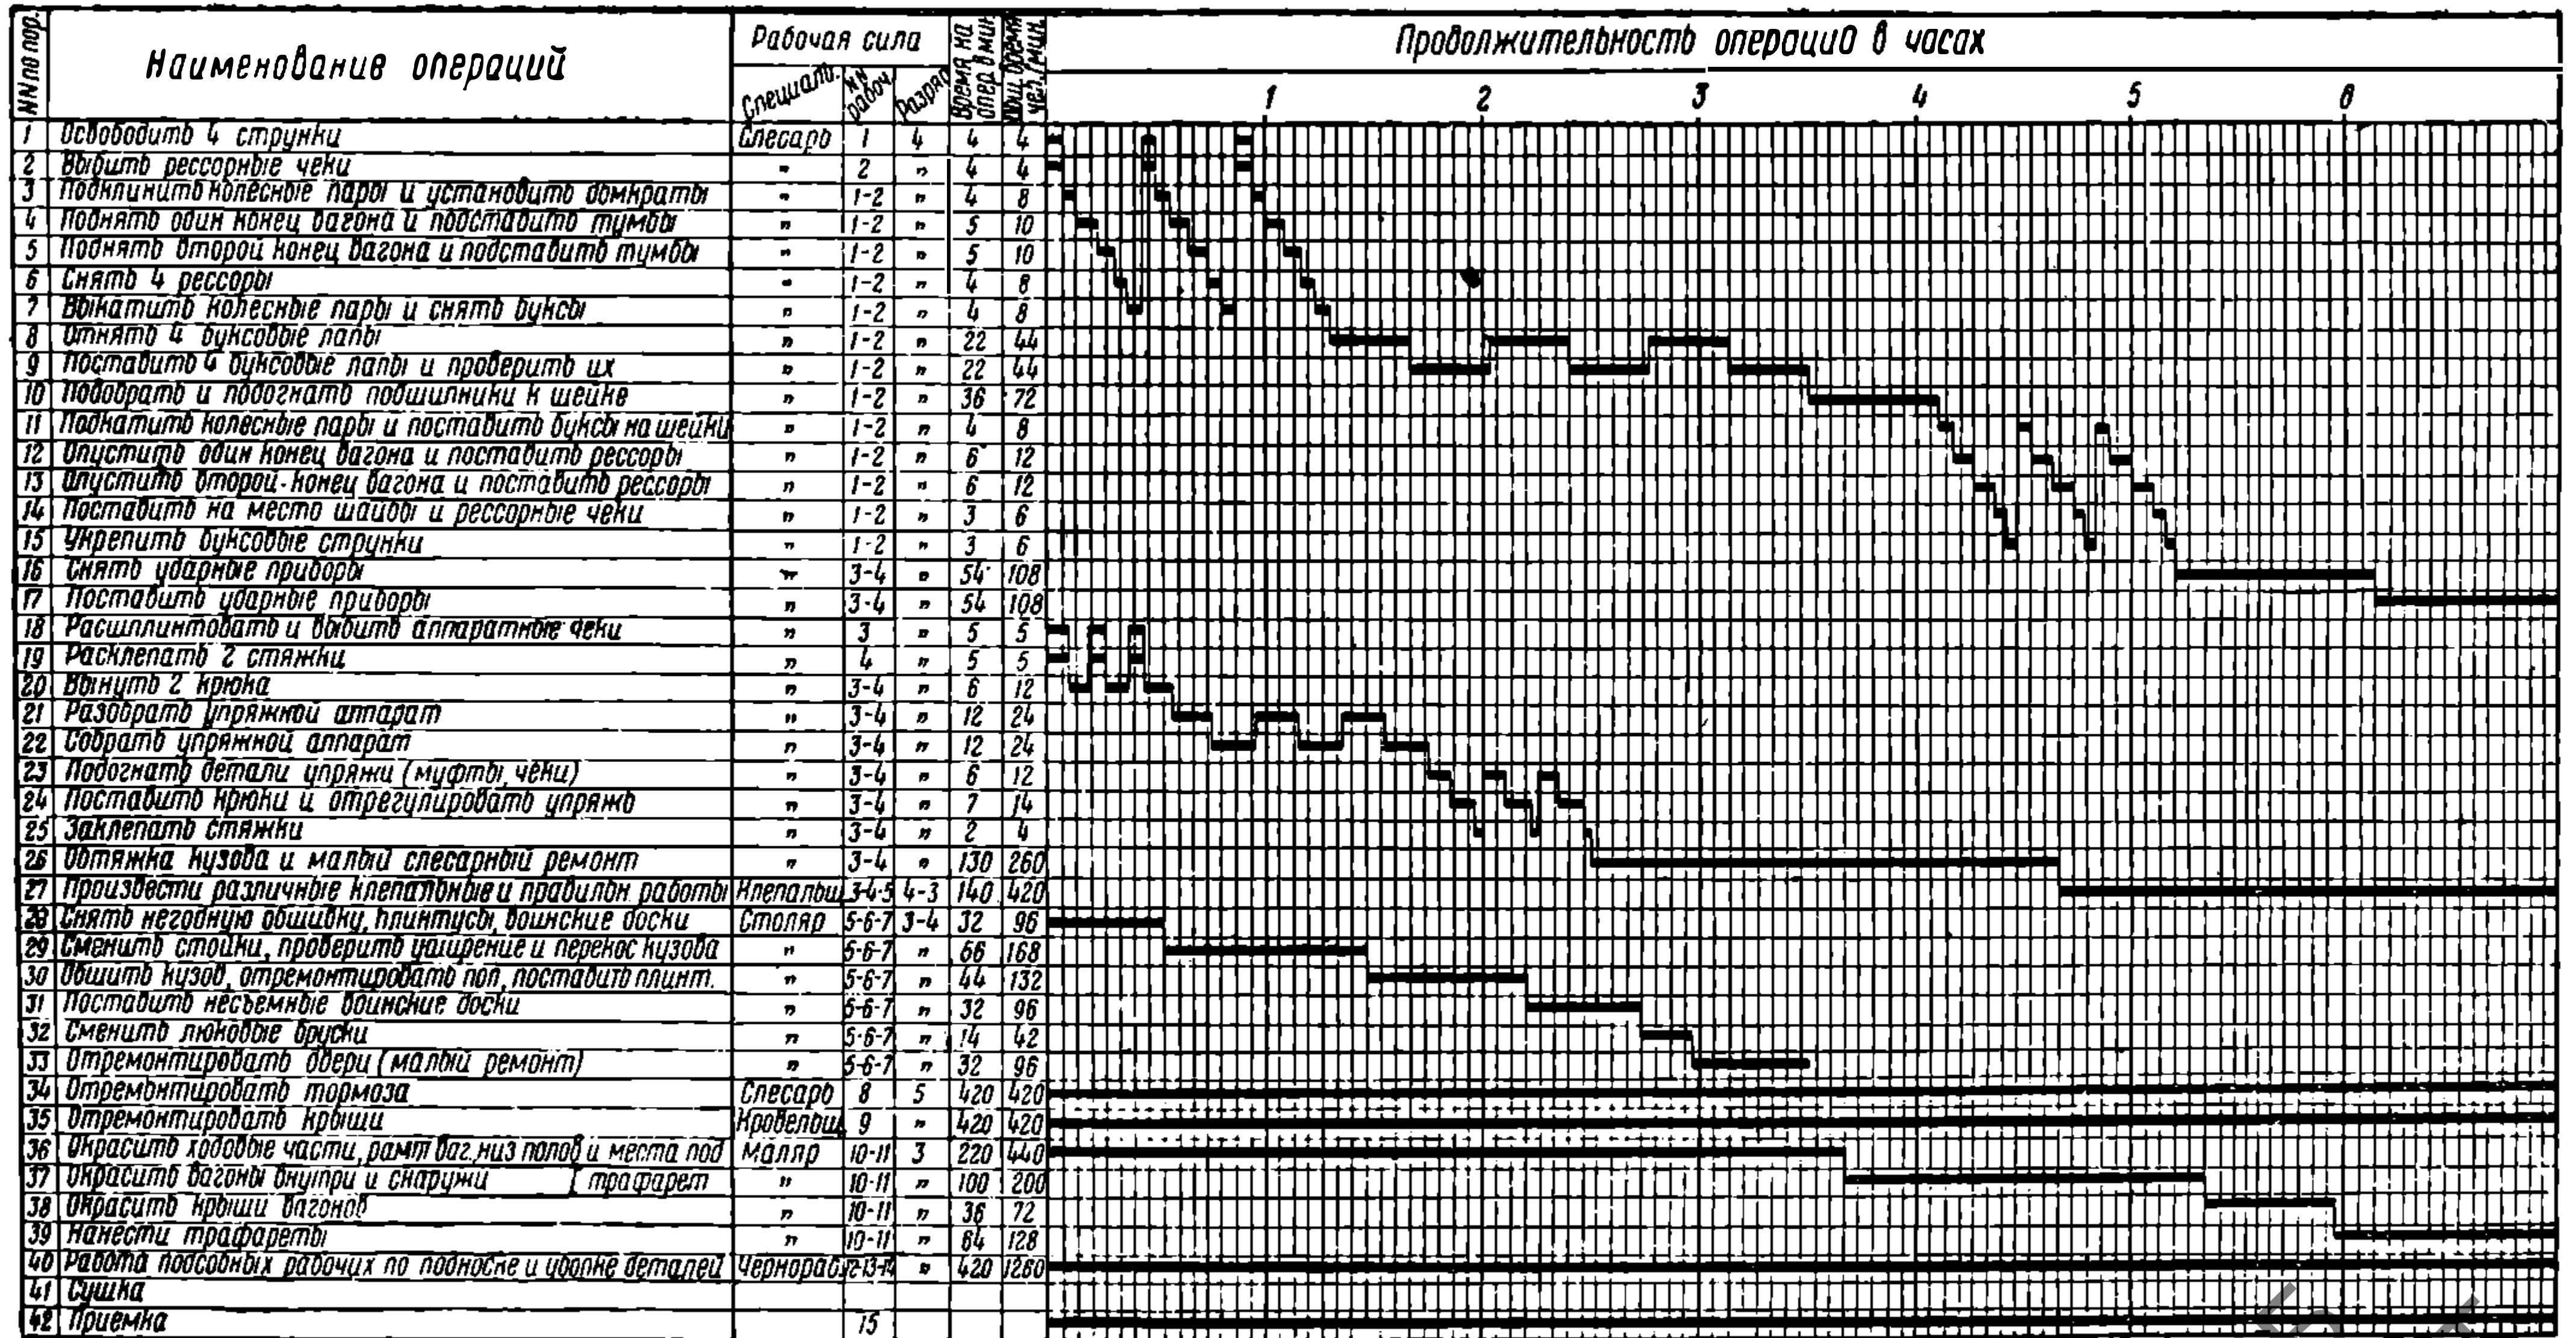 NN по пор.
Наименование операций
Рабочая сила
Специальн.
NN рабоч.
Разряд
Время на опер. в мин.
Общ. время чел./мин.
Продолжительность операций в часах
1 2 3 4 5 6
1 Освободить 4 струнки Слесарь 1 4 4 4
2 Выбить рессорные чеки " 2 " 4 4
3 Подклинить колесные пары и установить домкраты " 1-2 " 4 8
4 Поднять один конец вагона и подставить тумбы " 1-2 " 5 10
5 Поднять второй конец вагона и подставить тумбы " 1-2 " 5 10
6 Снять 4 рессоры " 1-2 " 4 8
7 Выкатить колесные пары и снять буксы " 1-2 " 4 8
8 Отнять 4 буксовые лапы " 1-2 " 22 44
9 Поставить 4 буксовые лапы и проверить их " 1-2 " 22 44
10 Подобрать и подогнать подшипники к шейке " 1-2 " 36 72
11 Подкатить колесные пары и поставить буксы на шейки " 1-2 " 4 8
12 Опустить один конец вагона и поставить рессоры " 1-2 " 6 12
13 Опустить второй конец вагона и поставить рессоры " 1-2 " 6 12
14 Поставить на место шайбы и рессорные чеки " 1-2 " 3 6
15 Укрепить буксовые струнки " 1-2 " 3 6
16 Снять ударные приборы " 3-4 " 54 108
17 Поставить ударные приборы " 3-4 " 54 108
18 Расшплинтовать и выбить аппаратные чеки " 3 " 5 5
19 Расклепать 2 стяжки " 4 " 5 5
20 Вынуть 2 крюка " 3-4 " 6 12
21 Разобрать упряжной аппарат " 3-4 " 12 24
22 Собрать упряжной аппарат " 3-4 " 12 24
23 Подогнать детали упряжи (муфты, чеки) " 3-4 " 6 12
24 Поставить крюки и отрегулировать упряжь " 3-4 " 7 14
25 Заклепать стяжки " 3-4 " 2 4
26 Обтяжка кузова и малый слесарный ремонт " 3-4 " 130 260
27 Произвести различные клепальные и правильн. работы Клепальщ. 3-4-5 4-3 140 420
28 Снять негодную обшивку, плинтусы, воинские доски Столяр 5-6-7 3-4 32 96
29 Сменить стойки, проверить уширение и перекос кузова " 5-6-7 " 66 168
30 Обшить кузов, отремонтировать пол, поставить плинт. " 5-6-7 " 44 132
31 Поставить несъемные воинские доски " 5-6-7 " 32 96
32 Сменить люковые бруски " 5-6-7 " 14 42
33 Отремонтировать двери (малый ремонт) " 5-6-7 " 32 96
34 Отремонтировать тормоза Слесарь 8 5 420 420
35 Отремонтировать крыши Кровельщ. 9 " 420 420
36 Окрасить ходовые части, рамы ваг., низ полов и места под Маляр 10-11 3 220 440
37 Окрасить вагоны внутри и снаружи [трафарет " 10-11 " 100 200
38 Окрасить крыши вагонов " 10-11 " 36 72
39 Нанести трафареты " 10-11 " 64 128
40 Работа подсобных рабочих по подноске и уборке деталей Чернораб. 12-13-14 " 420 1260
41 Сушка
42 Приемка 15